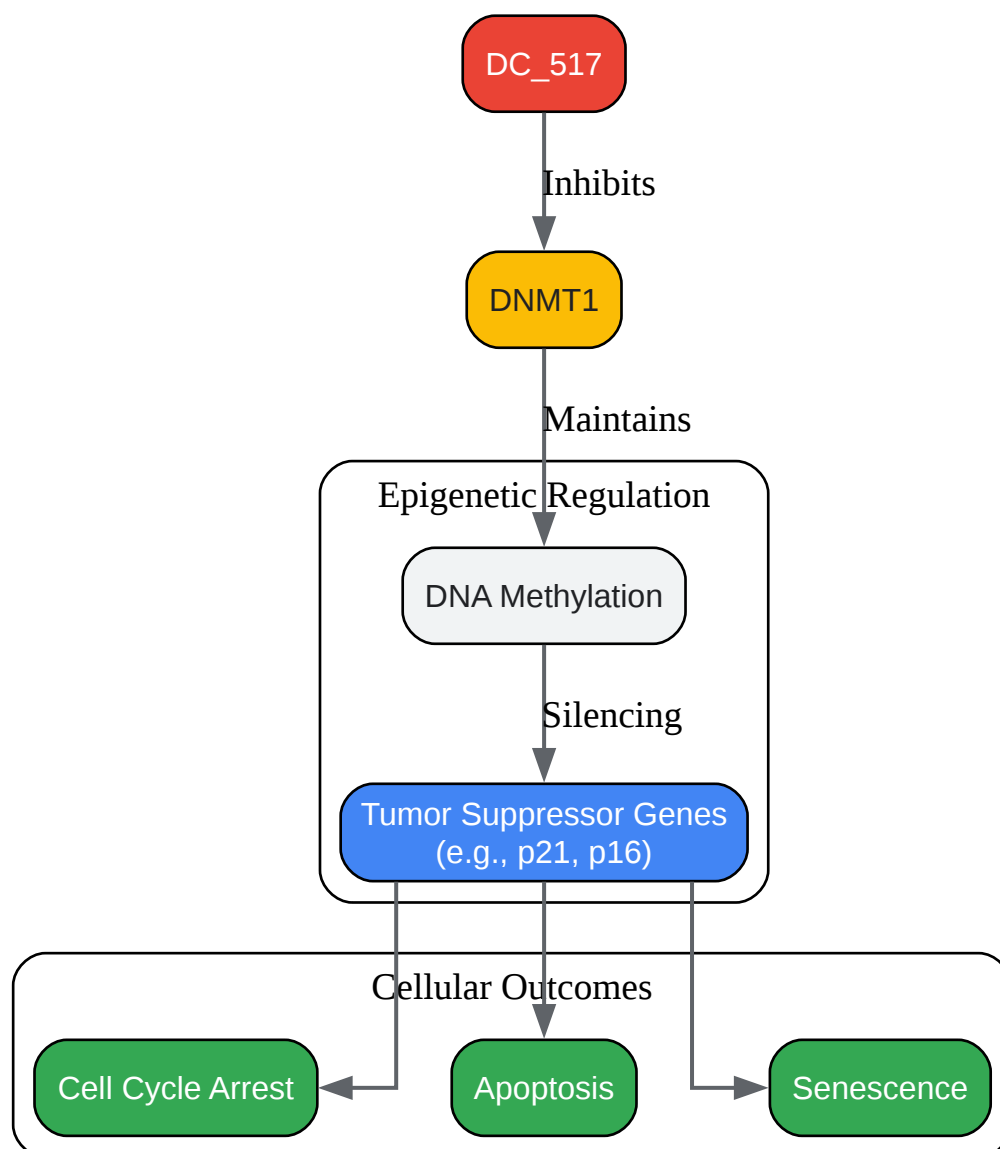 DC_517
Inhibits
DNMT1
Maintains
Epigenetic Regulation
DNA Methylation
Silencing
Tumor Suppressor Genes
(e.g., p21, p16)
Cellular Outcomes
Cell Cycle Arrest
Apoptosis
Senescence